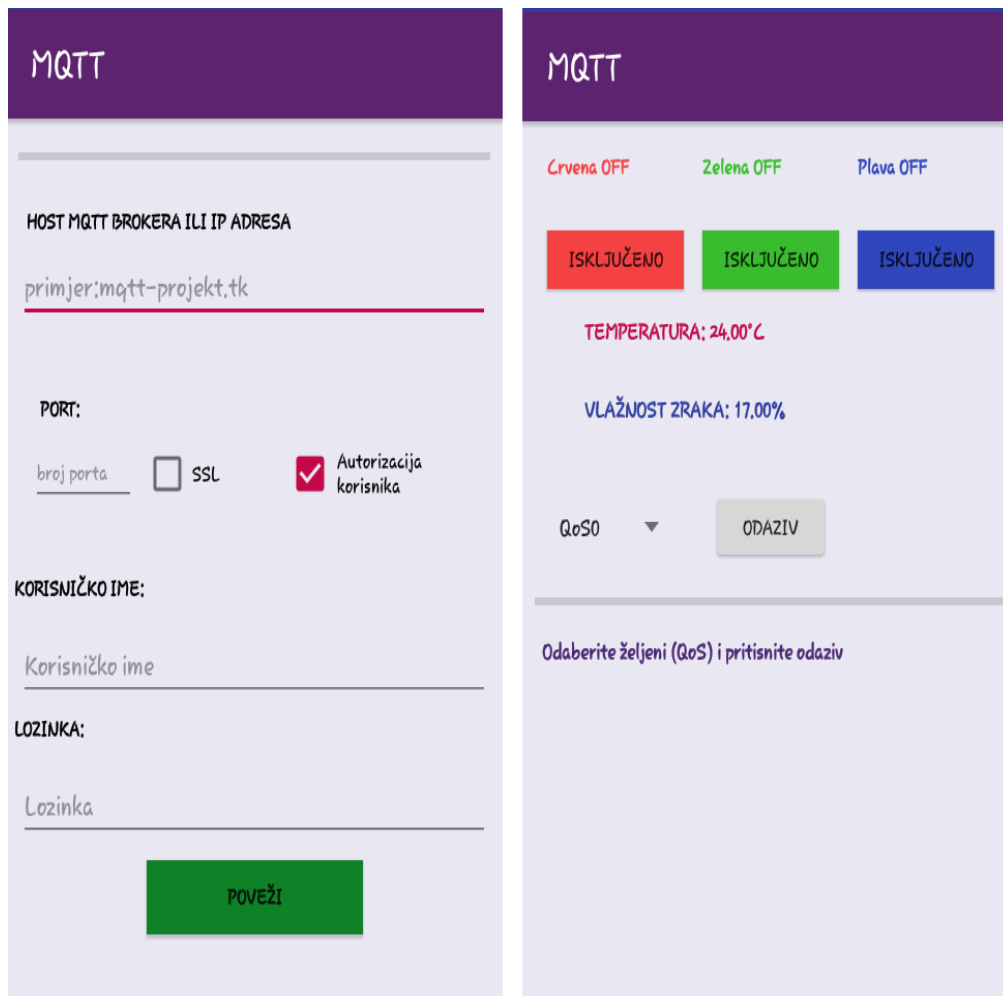 MQTT
HOST MQTT BROKERA ILI IP ADRESA
primjer:mqtt-projekt.tk
PORT:
broj porta
SSL
Autorizacija
korisnika
KORISNIČKO IME:
Korisničko ime
LOZINKA:
Lozinka
POVEŽI
MQTT
Crvena OFF
Zelena OFF
Plava OFF
ISKLJUČENO
ISKLJUČENO
ISKLJUČENO
TEMPERATURA: 24.00°C
VLAŽNOST ZRAKA: 17.00%
QoS0
ODAZIV
Odaberite željeni (QoS) i pritisnite odaziv